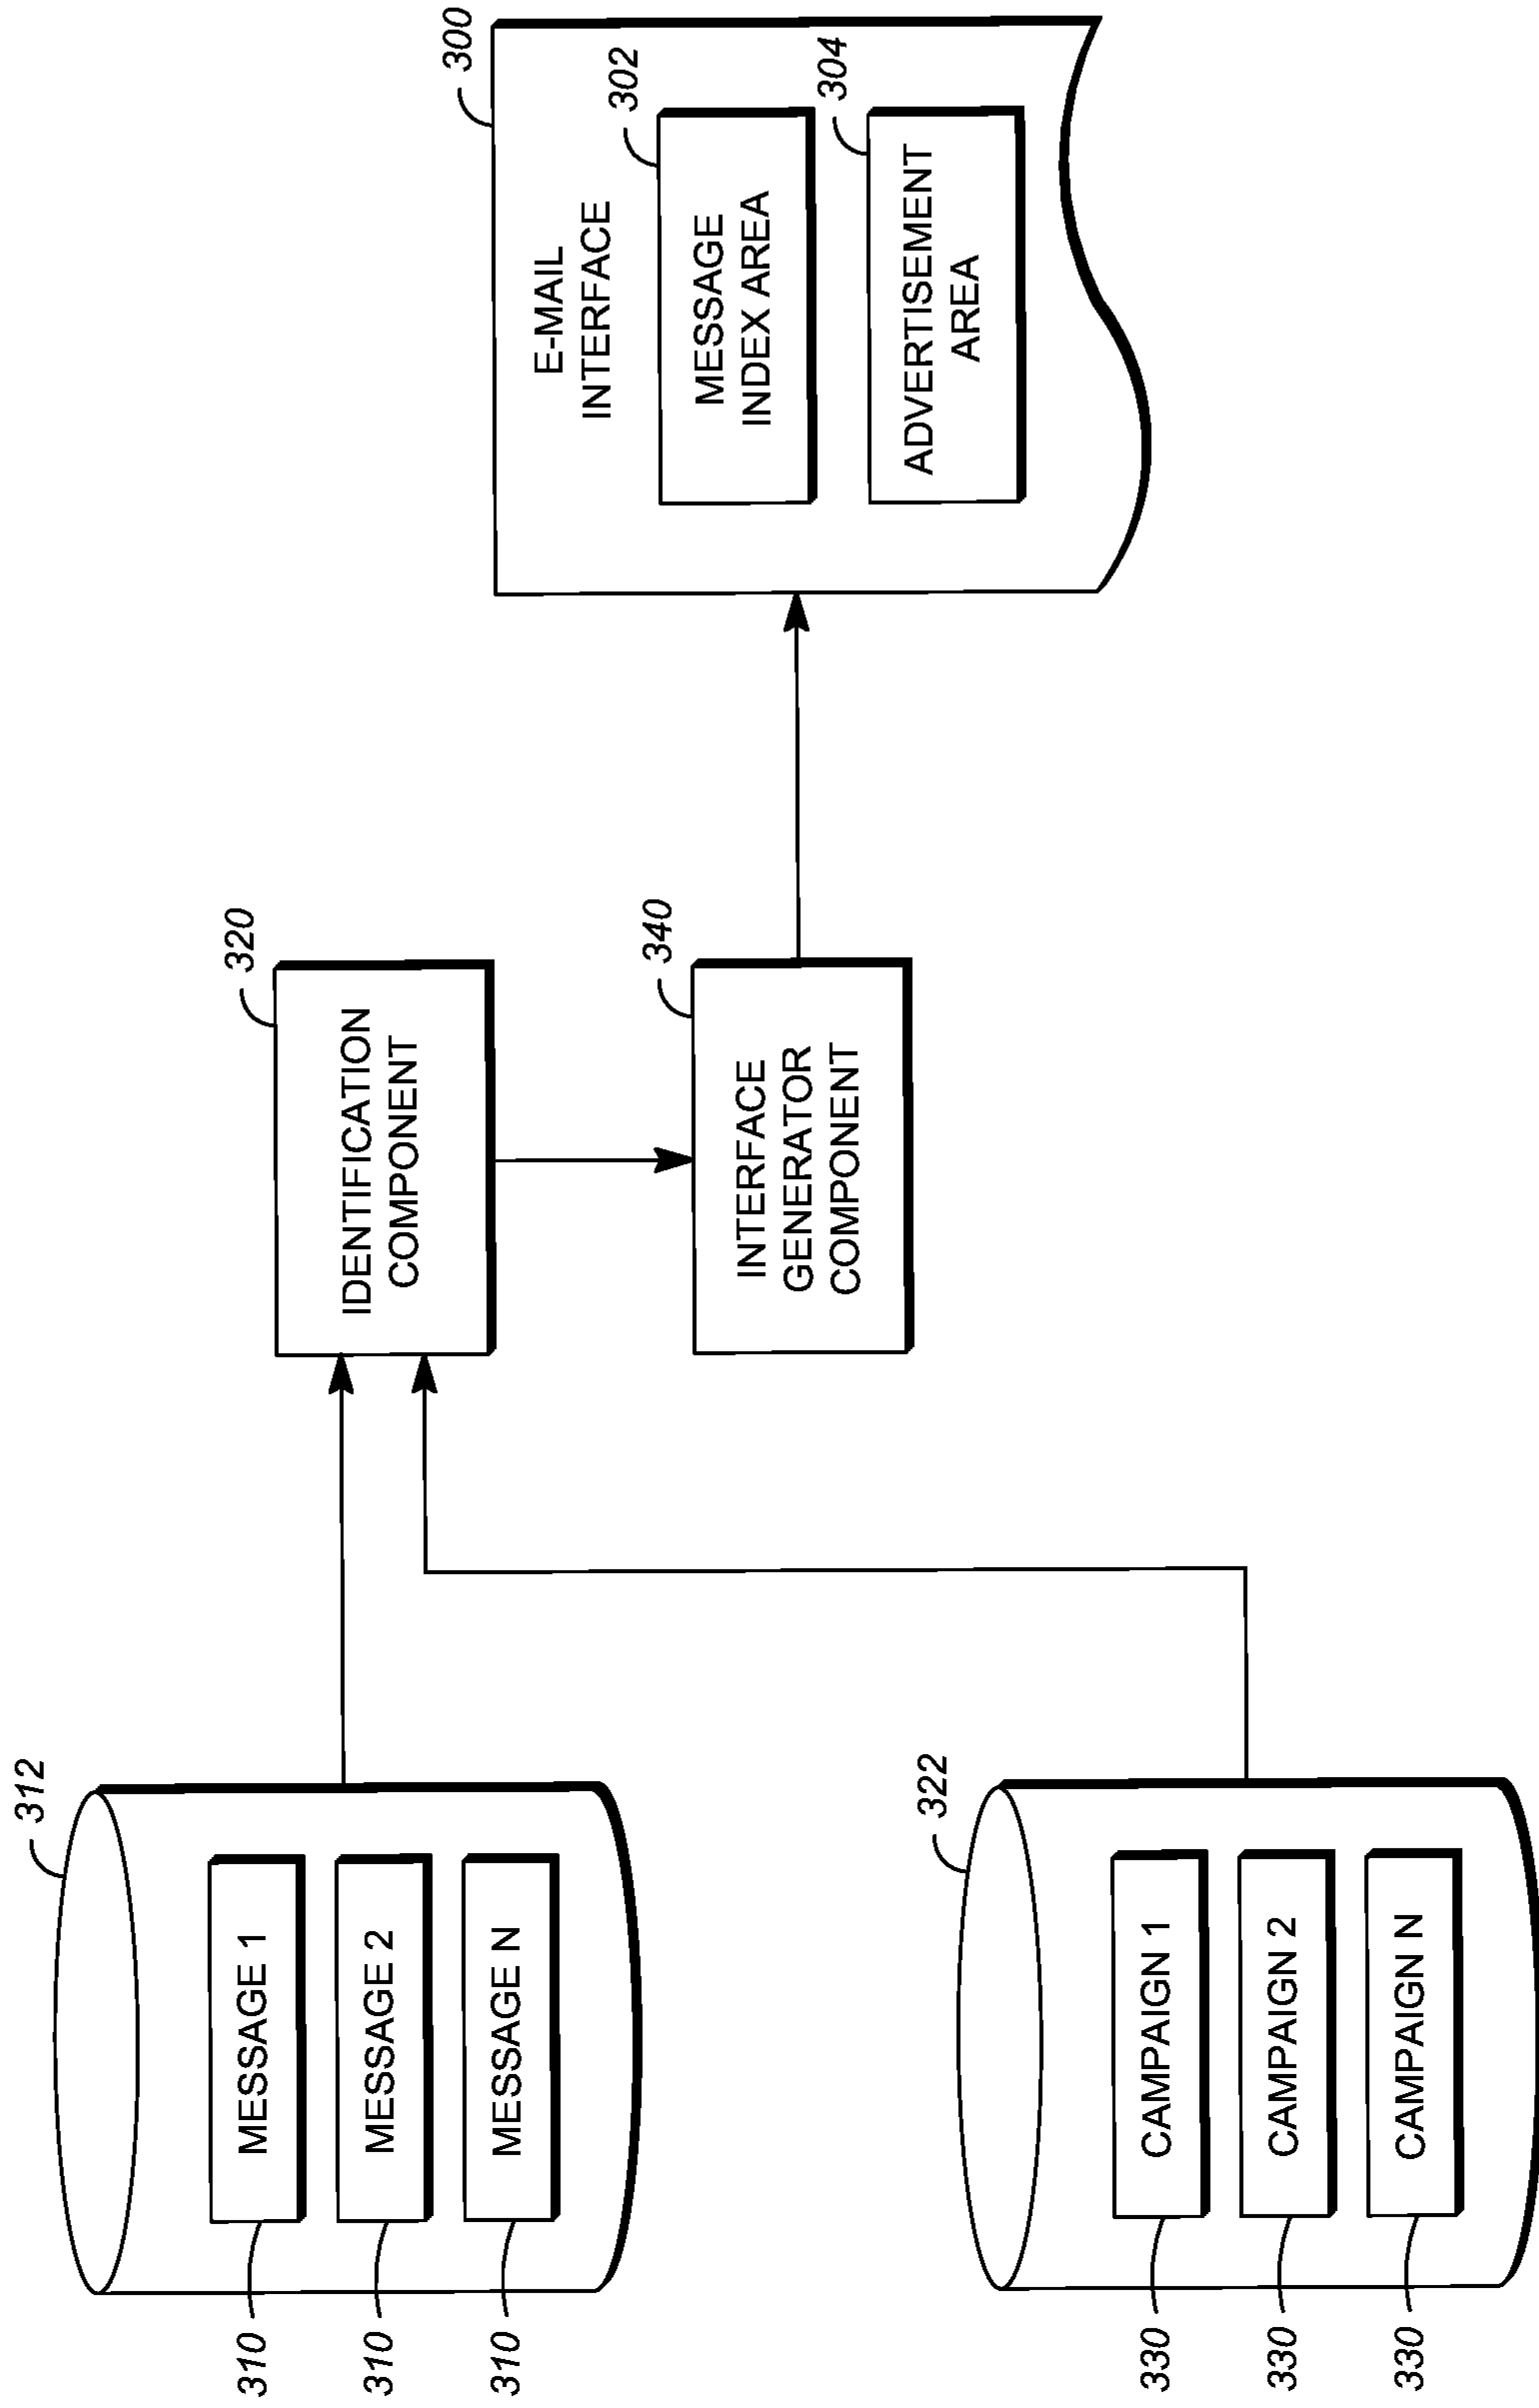 312
MESSAGE 1
MESSAGE 2
MESSAGE N
310
310
310
322
CAMPAIGN 1
CAMPAIGN 2
CAMPAIGN N
330
330
330
320
IDENTIFICATION
COMPONENT
340
INTERFACE
GENERATOR
COMPONENT
300
E-MAIL
INTERFACE
302
MESSAGE
INDEX AREA
304
ADVERTISEMENT
AREA